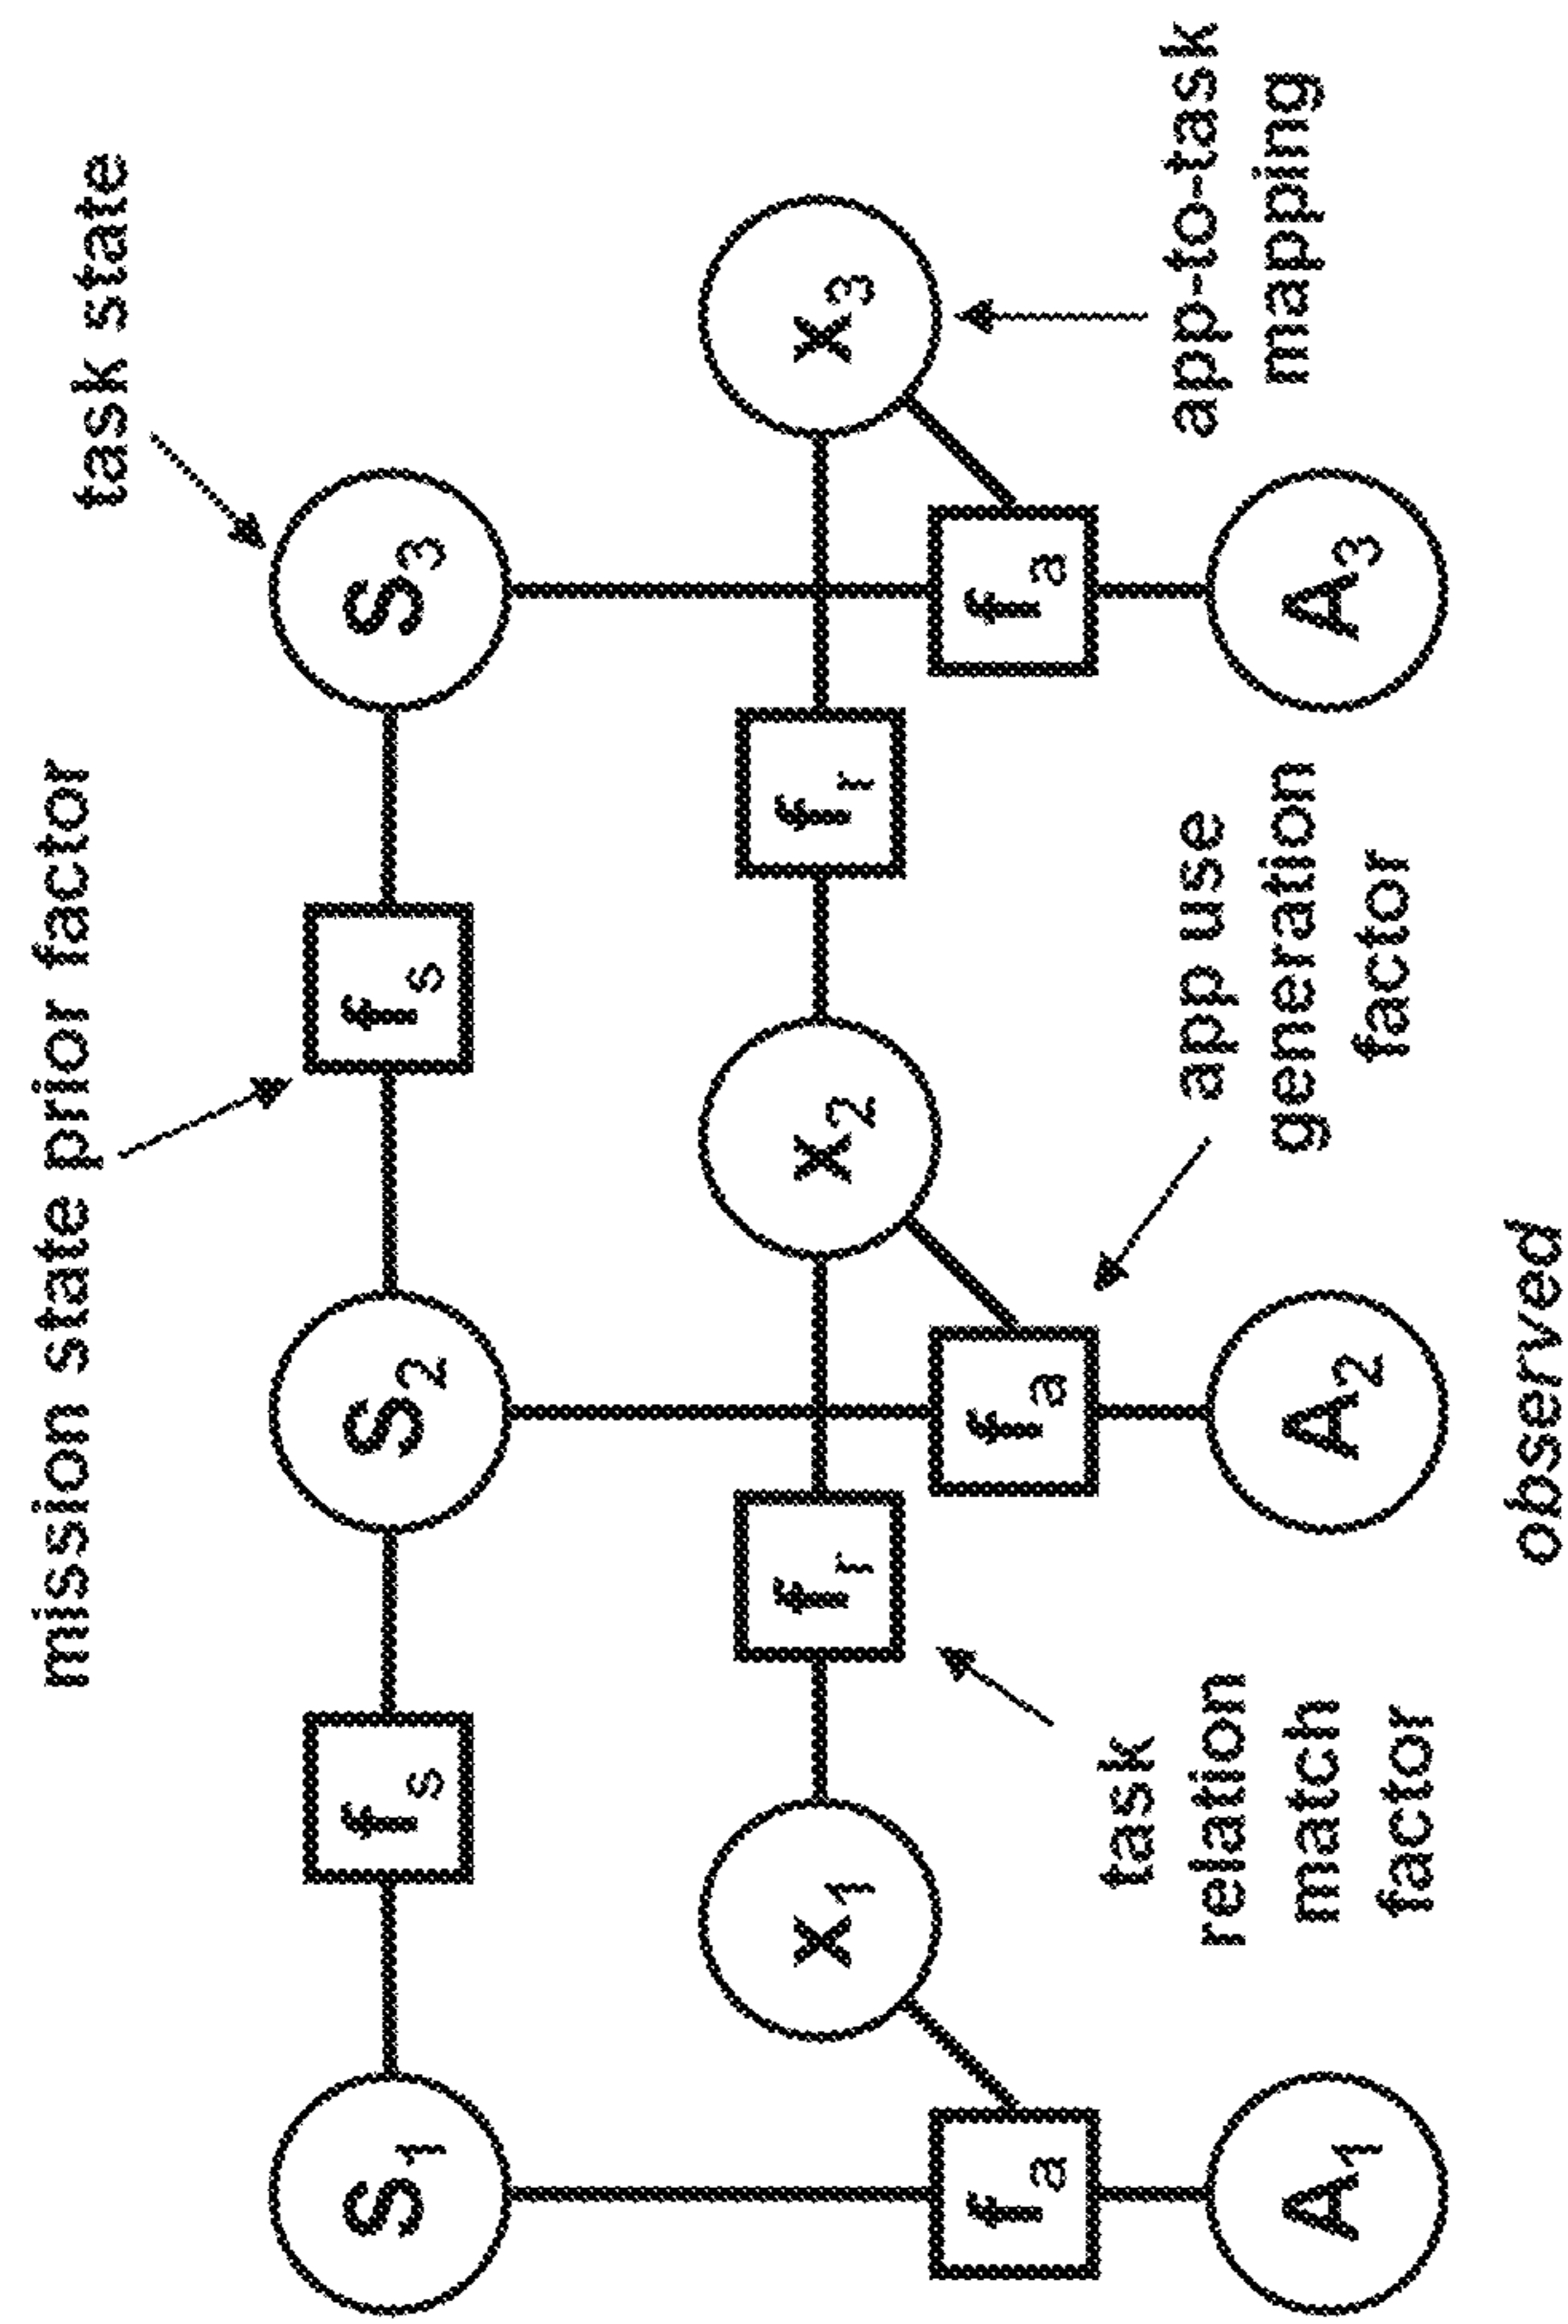 mission state prior factor
task state
S₁
fₛ
S₂
fₛ
S₃
x₁
fᵣ
x₂
fᵣ
x₃
fₐ
fₐ
fₐ
A₁
A₂
A₃
task
relation
match
factor
app use
generation
factor
app-to-task
mapping
observed